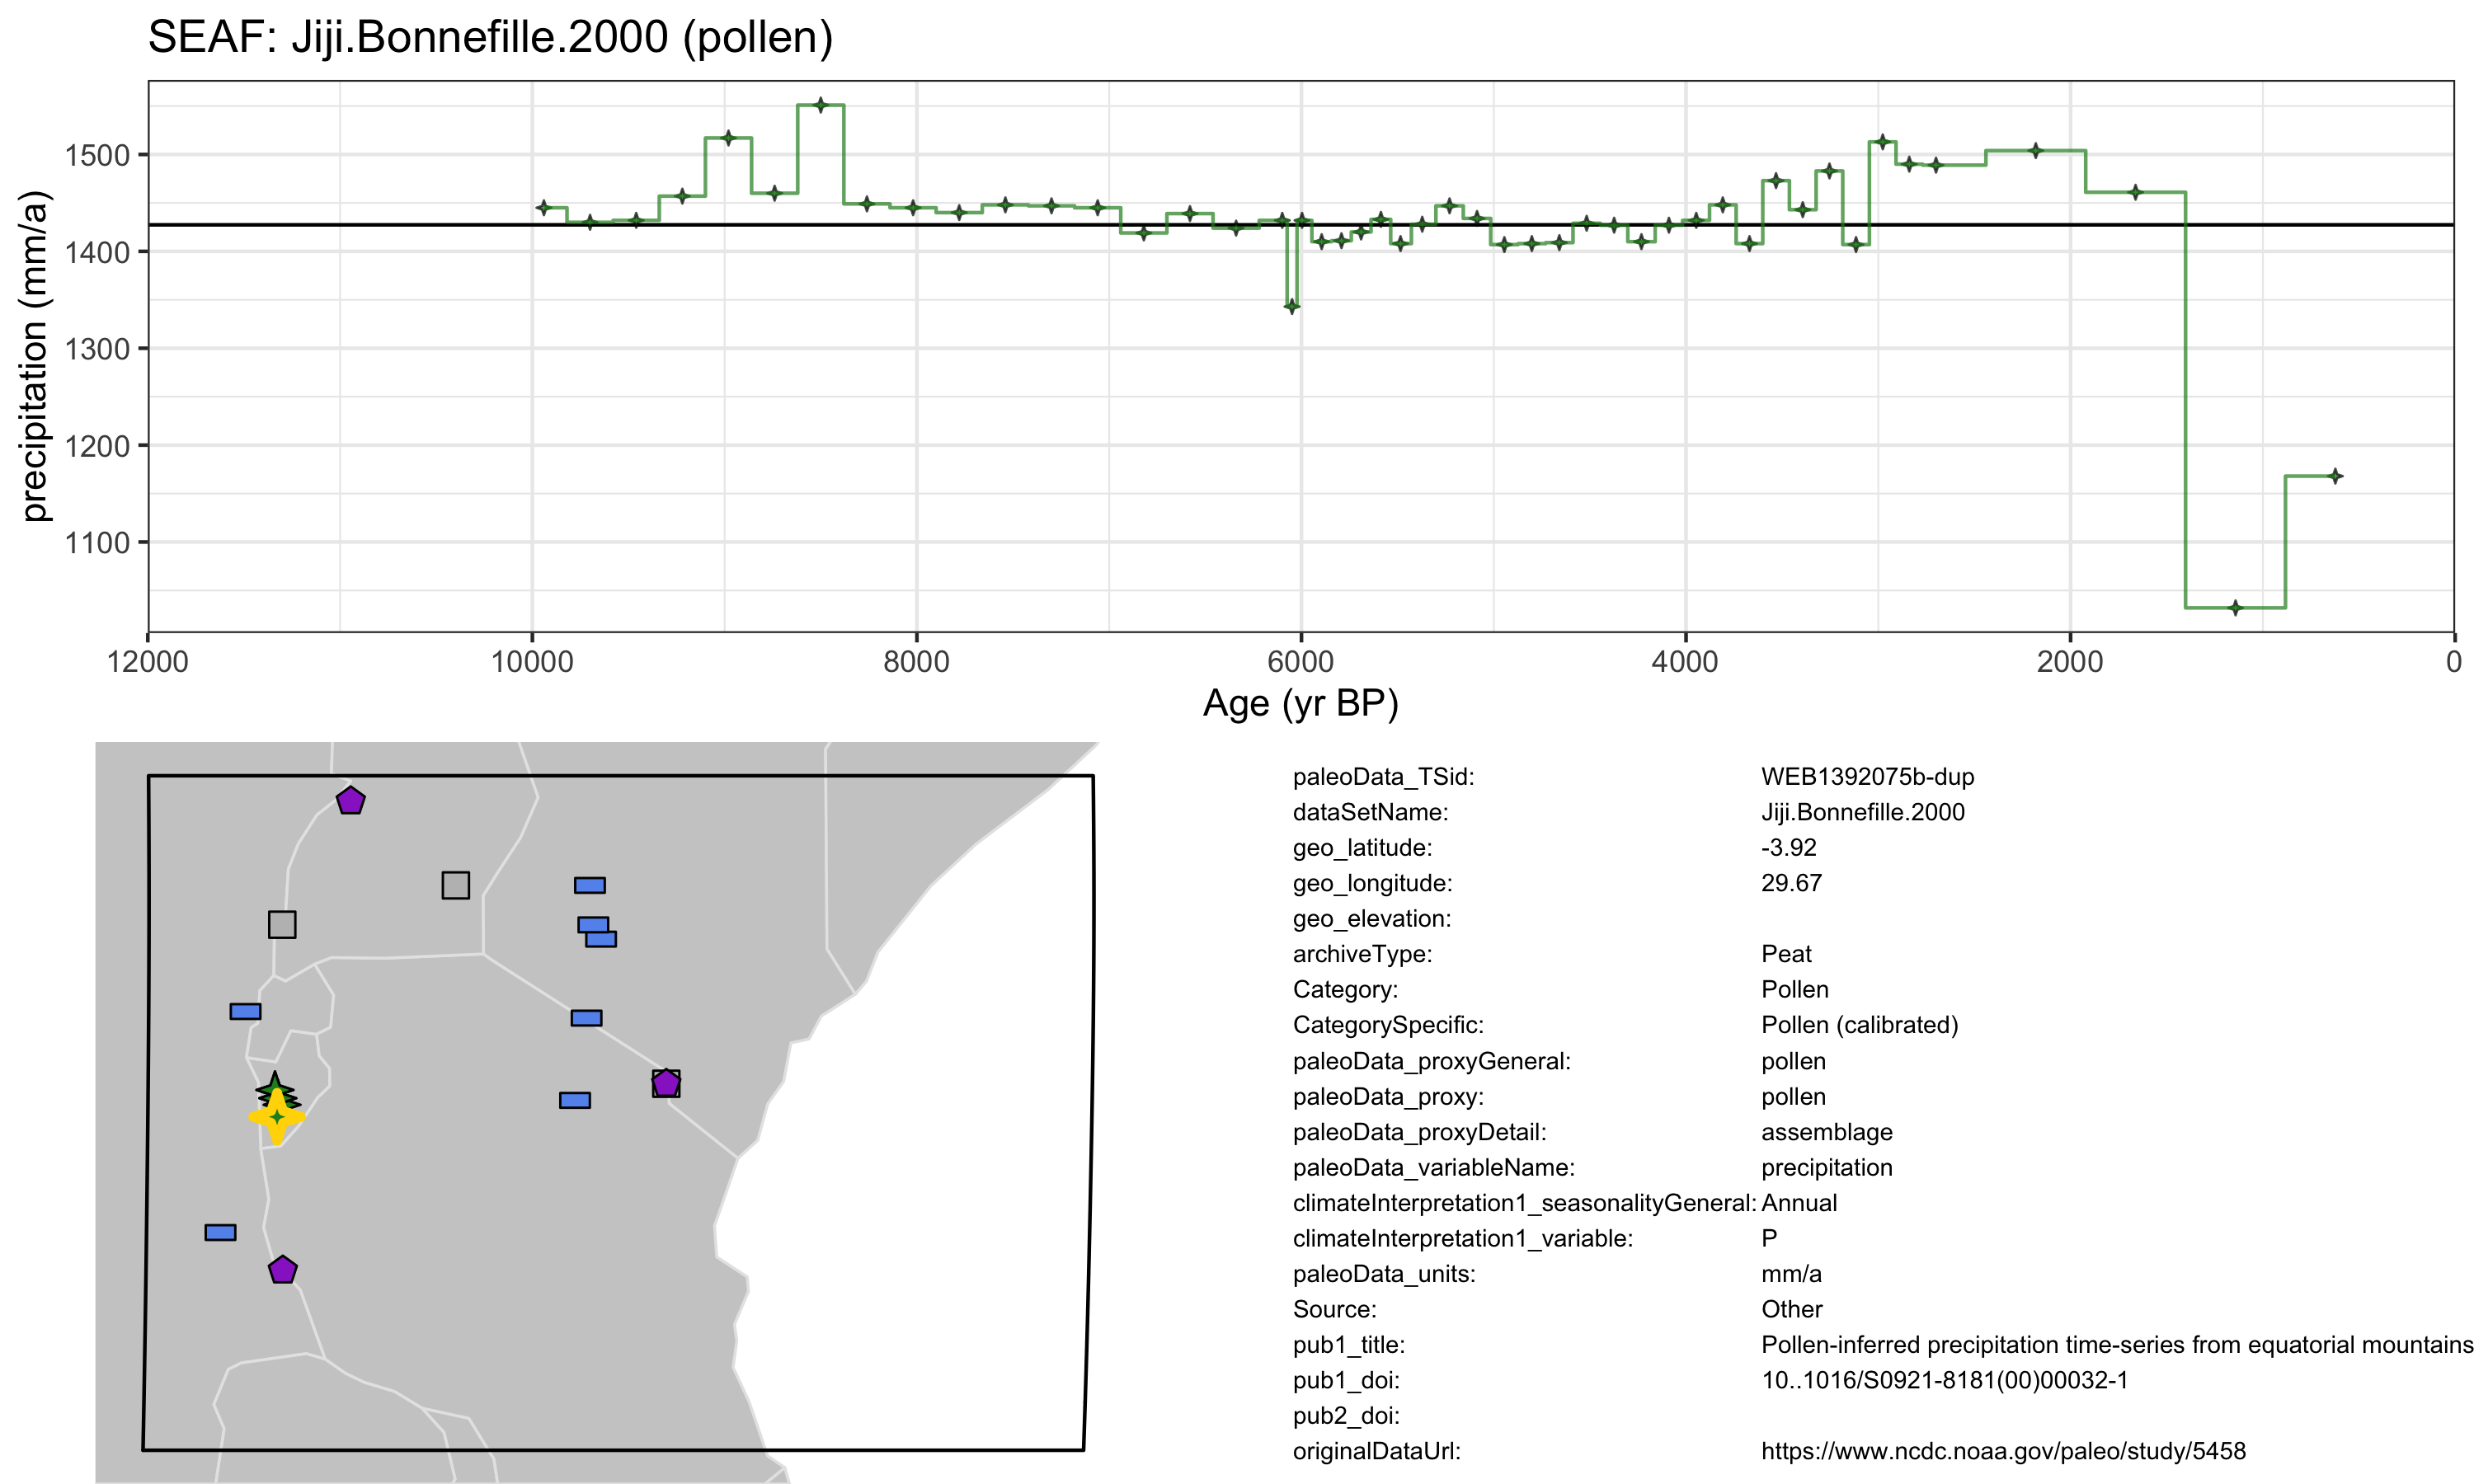 SEAF: Jiji.Bonnefille.2000 (pollen)
precipitation (mm/a)
1500
1400
1300
1200
1100
12000 10000 8000 6000 4000 2000 0
Age (yr BP)
paleoData_TSid: WEB1392075b-dup
dataSetName: Jiji.Bonnefille.2000
geo_latitude: -3.92
geo_longitude: 29.67
geo_elevation:
archiveType: Peat
Category: Pollen
CategorySpecific: Pollen (calibrated)
paleoData_proxyGeneral: pollen
paleoData_proxy: pollen
paleoData_proxyDetail: assemblage
paleoData_variableName: precipitation
climateInterpretation1_seasonalityGeneral: Annual
climateInterpretation1_variable: P
paleoData_units: mm/a
Source: Other
pub1_title: Pollen-inferred precipitation time-series from equatorial mountains
pub1_doi: 10..1016/S0921-8181(00)00032-1
pub2_doi:
originalDataUrl: https://www.ncdc.noaa.gov/paleo/study/5458